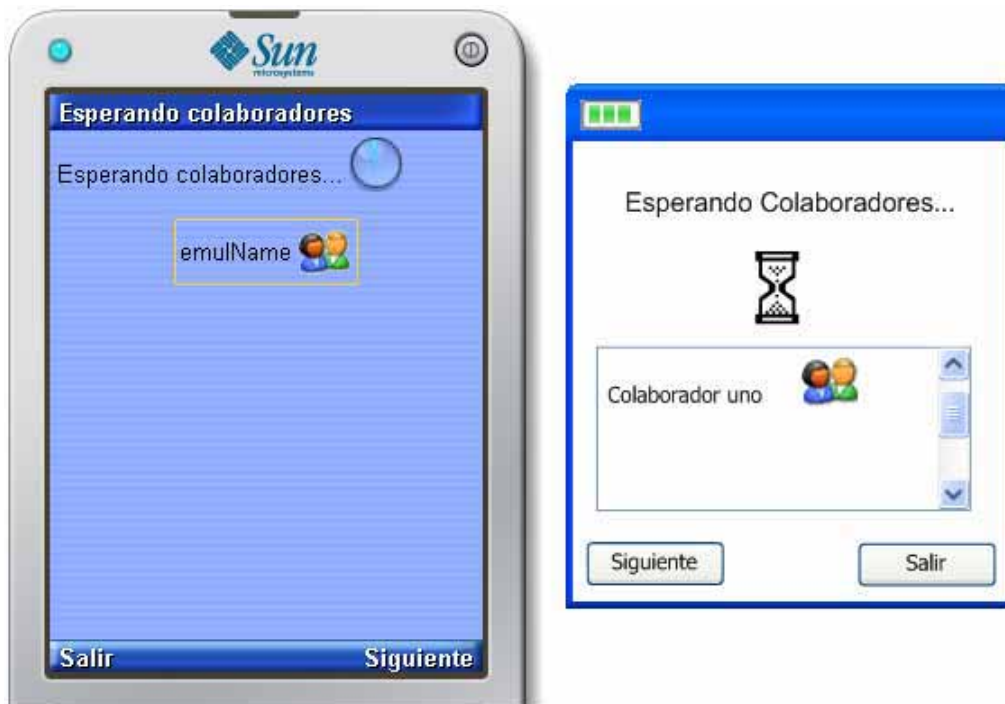 Sun
microsystems
Esperando colaboradores
Esperando colaboradores...
emulName
Salir
Siguiente
Esperando Colaboradores...
Colaborador uno
Siguiente
Salir